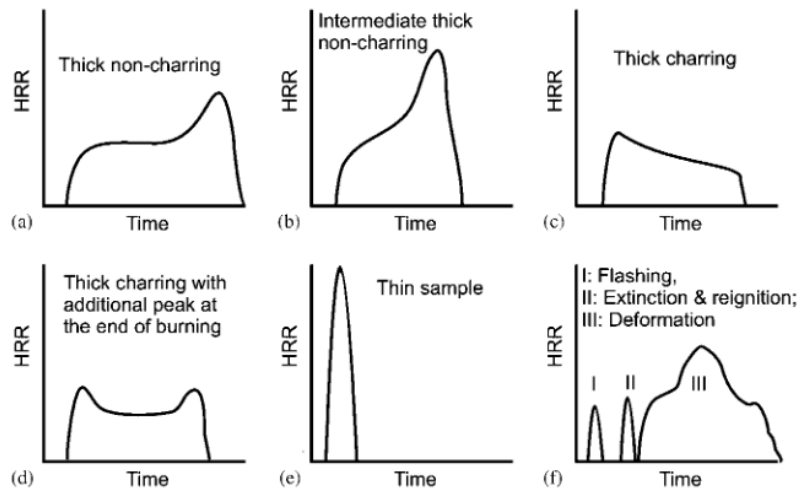 Thick non-charring
HRR
(a)
Time
Intermediate thick
non-charring
HRR
(b)
Time
Thick charring
HRR
(c)
Time
Thick charring with
additional peak at
the end of burning
HRR
(d)
Time
Thin sample
HRR
(e)
Time
I: Flashing,
II: Extinction & reignition;
III: Deformation
HRR
I
II
III
(f)
Time